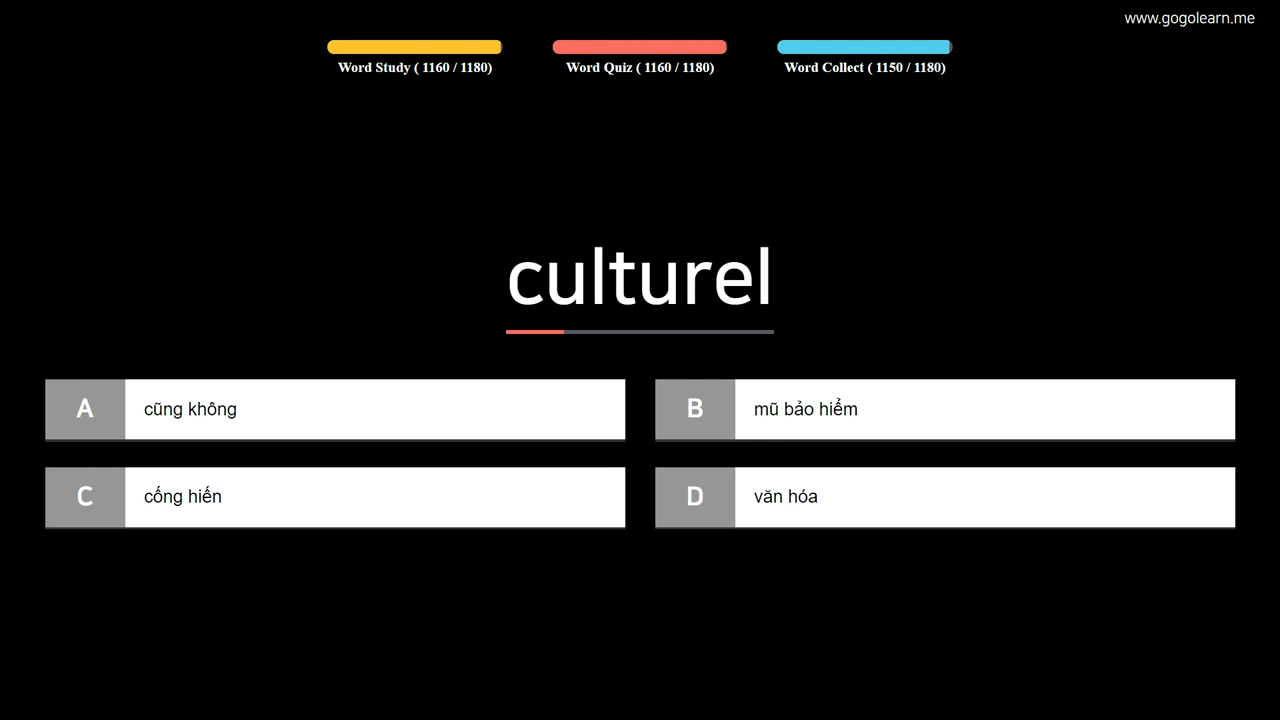 www.gogolearn.me
Word Study ( 1160 / 1180)
Word Quiz ( 1160 / 1180)
Word Collect ( 1150 / 1180)
culturel
A cũng không
B mũ bảo hiểm
C cống hiến
D văn hóa